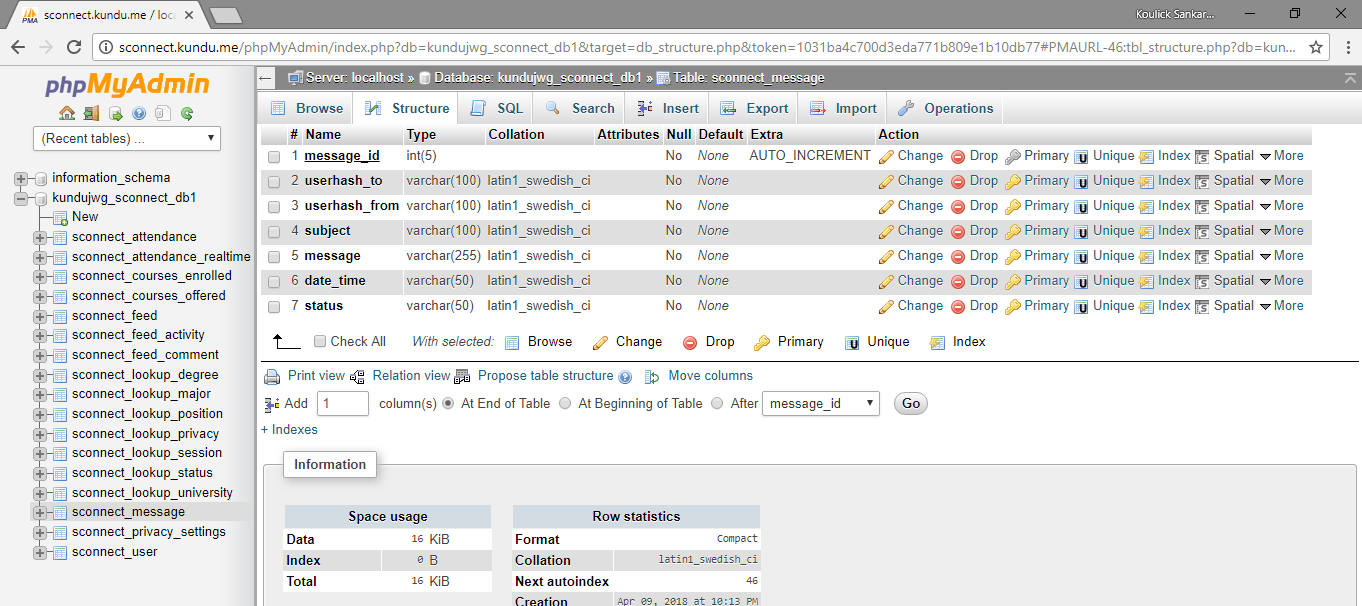 sconnect.kundu.me / loc
Koulick Sankar...
sconnect.kundu.me/phpMyAdmin/index.php?db=kundujwg_sconnect_db1&target=db_structure.php&token=1031ba4c700d3eda771b809e1b10db77#PMAURL-46:tbl_structure.php?db=kun...
phpMyAdmin
(Recent tables) ...
information_schema
kundujwg_sconnect_db1
New
sconnect_attendance
sconnect_attendance_realtime
sconnect_courses_enrolled
sconnect_courses_offered
sconnect_feed
sconnect_feed_activity
sconnect_feed_comment
sconnect_lookup_degree
sconnect_lookup_major
sconnect_lookup_position
sconnect_lookup_privacy
sconnect_lookup_session
sconnect_lookup_status
sconnect_lookup_university
sconnect_message
sconnect_privacy_settings
sconnect_user
Server: localhost » Database: kundujwg_sconnect_db1 » Table: sconnect_message
Browse Structure SQL Search Insert Export Import Operations
# Name Type Collation Attributes Null Default Extra Action
1 message_id int(5) No None AUTO_INCREMENT Change Drop Primary Unique Index Spatial More
2 userhash_to varchar(100) latin1_swedish_ci No None Change Drop Primary Unique Index Spatial More
3 userhash_from varchar(100) latin1_swedish_ci No None Change Drop Primary Unique Index Spatial More
4 subject varchar(100) latin1_swedish_ci No None Change Drop Primary Unique Index Spatial More
5 message varchar(255) latin1_swedish_ci No None Change Drop Primary Unique Index Spatial More
6 date_time varchar(50) latin1_swedish_ci No None Change Drop Primary Unique Index Spatial More
7 status varchar(50) latin1_swedish_ci No None Change Drop Primary Unique Index Spatial More
Check All With selected: Browse Change Drop Primary Unique Index
Print view Relation view Propose table structure Move columns
Add 1 column(s) At End of Table At Beginning of Table After message_id Go
+ Indexes
Information
Space usage
Data 16 KiB
Index 0 B
Total 16 KiB
Row statistics
Format Compact
Collation latin1_swedish_ci
Next autoindex 46
Creation Apr 09, 2018 at 10:13 PM